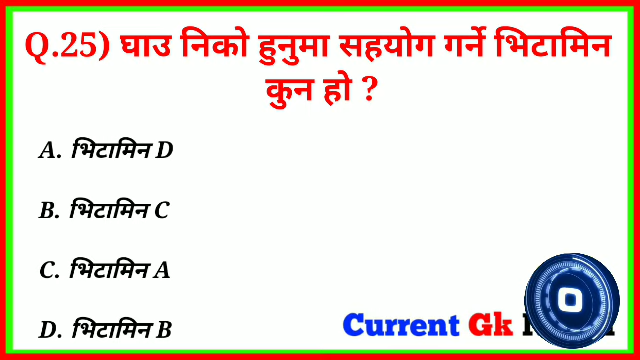 Q.25) घाउ निको हुनुमा सहयोग गर्ने भिटामिन
कुन हो ?
A. भिटामिन D
B. भिटामिन C
C. भिटामिन A
D. भिटामिन B
Current Gk